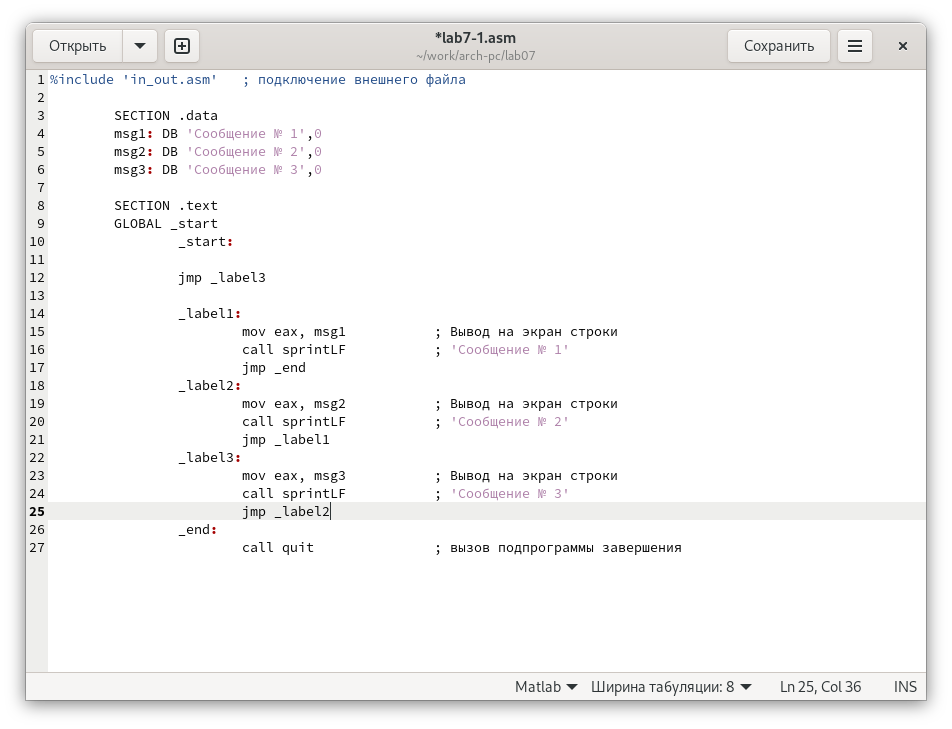 Открыть
*lab7-1.asm
~/work/arch-pc/lab07
Сохранить
1 %include 'in_out.asm'   ; подключение внешнего файла
2
3 SECTION .data
4 msg1: DB 'Сообщение № 1',0
5 msg2: DB 'Сообщение № 2',0
6 msg3: DB 'Сообщение № 3',0
7
8 SECTION .text
9 GLOBAL _start
10 _start:
11
12 jmp _label3
13
14 _label1:
15 mov eax, msg1 ; Вывод на экран строки
16 call sprintLF ; 'Сообщение № 1'
17 jmp _end
18 _label2:
19 mov eax, msg2 ; Вывод на экран строки
20 call sprintLF ; 'Сообщение № 2'
21 jmp _label1
22 _label3:
23 mov eax, msg3 ; Вывод на экран строки
24 call sprintLF ; 'Сообщение № 3'
25 jmp _label2
26 _end:
27 call quit ; вызов подпрограммы завершения
Matlab Ширина табуляции: 8 Ln 25, Col 36 INS